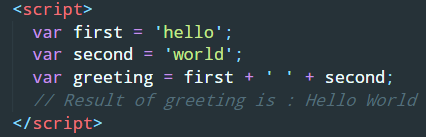 <script>
var first = 'hello';
var second = 'world';
var greeting = first + ' ' + second;
// Result of greeting is : Hello World
</script>